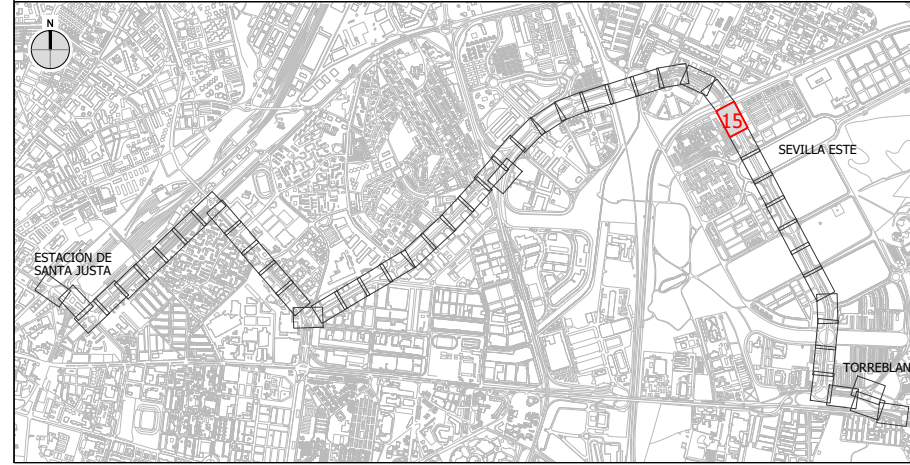 N
15
SEVILLA ESTE
ESTACIÓN DE
SANTA JUSTA
TORREBLAN